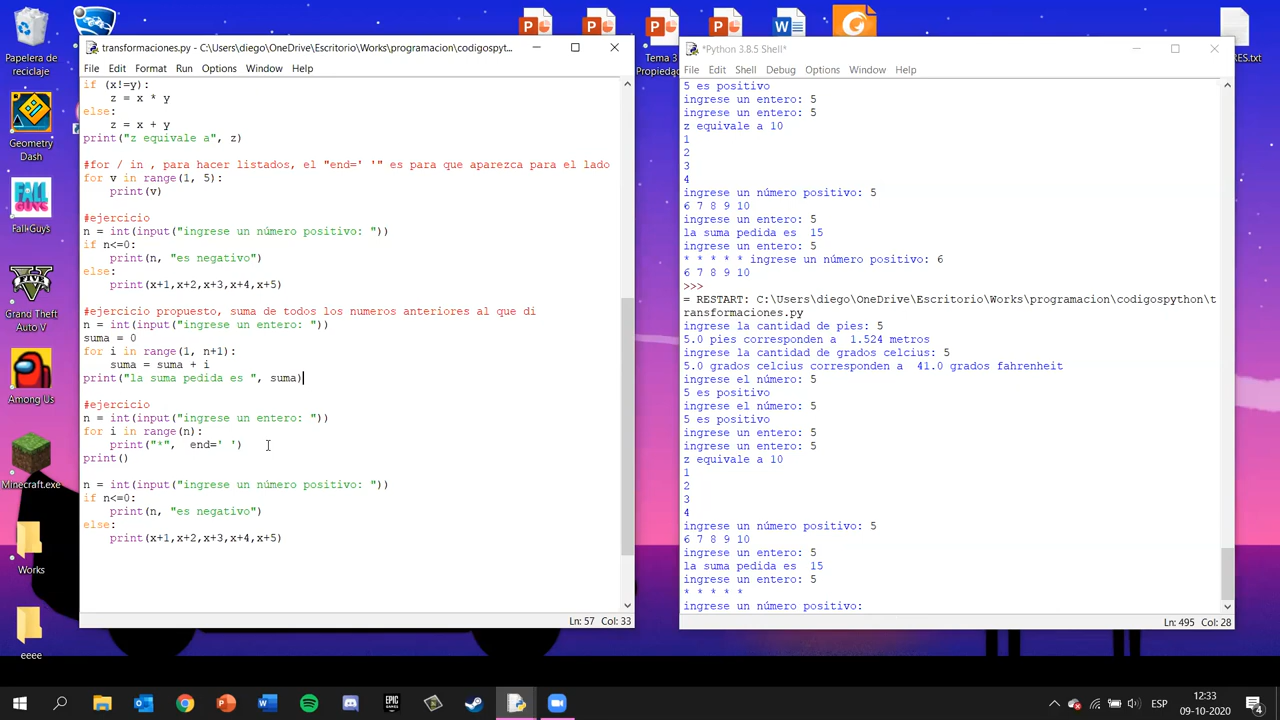 Papelera de
reciclaje
Geometry
Dash
Fall Guys
Grand Theft
Auto V
Among Us
Minecraft.exe
Works
eeee
Tema 3
Propiedad
transformaciones.py - C:\Users\diego\OneDrive\Escritorio\Works\programacion\codigospyt...
File Edit Format Run Options Window Help
if (x!=y):
    z = x * y
else:
    z = x + y
print("z equivale a", z)
#for / in , para hacer listados, el "end=' '" es para que aparezca para el lado
for v in range(1, 5):
    print(v)
#ejercicio
n = int(input("ingrese un número positivo: "))
if n<=0:
    print(n, "es negativo")
else:
    print(x+1,x+2,x+3,x+4,x+5)
#ejercicio propuesto, suma de todos los numeros anteriores al que di
n = int(input("ingrese un entero: "))
suma = 0
for i in range(1, n+1):
    suma = suma + i
print("la suma pedida es ", suma)
#ejercicio
n = int(input("ingrese un entero: "))
for i in range(n):
    print("*",  end=' ')
print()
n = int(input("ingrese un número positivo: "))
if n<=0:
    print(n, "es negativo")
else:
    print(x+1,x+2,x+3,x+4,x+5)
Ln: 57 Col: 33
*Python 3.8.5 Shell*
File Edit Shell Debug Options Window Help
5 es positivo
ingrese un entero: 5
ingrese un entero: 5
z equivale a 10
1
2
3
4
ingrese un número positivo: 5
6 7 8 9 10
ingrese un entero: 5
la suma pedida es  15
ingrese un entero: 5
* * * * * ingrese un número positivo: 6
6 7 8 9 10
>>>
= RESTART: C:\Users\diego\OneDrive\Escritorio\Works\programacion\codigospython\t
ransformaciones.py
ingrese la cantidad de pies: 5
5.0 pies corresponden a  1.524 metros
ingrese la cantidad de grados celcius: 5
5.0 grados celcius corresponden a  41.0 grados fahrenheit
ingrese el número: 5
5 es positivo
ingrese el número: 5
5 es positivo
ingrese un entero: 5
ingrese un entero: 5
z equivale a 10
1
2
3
4
ingrese un número positivo: 5
6 7 8 9 10
ingrese un entero: 5
la suma pedida es  15
ingrese un entero: 5
* * * * *
ingrese un número positivo:
Ln: 495 Col: 28
ESP
12:33
09-10-2020
4